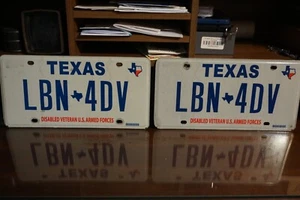 TEXAS
LBN 4DV
DISABLED VETERAN U.S. ARMED FORCES
TEXAS
LBN 4DV
DISABLED VETERAN U.S. ARMED FORCES